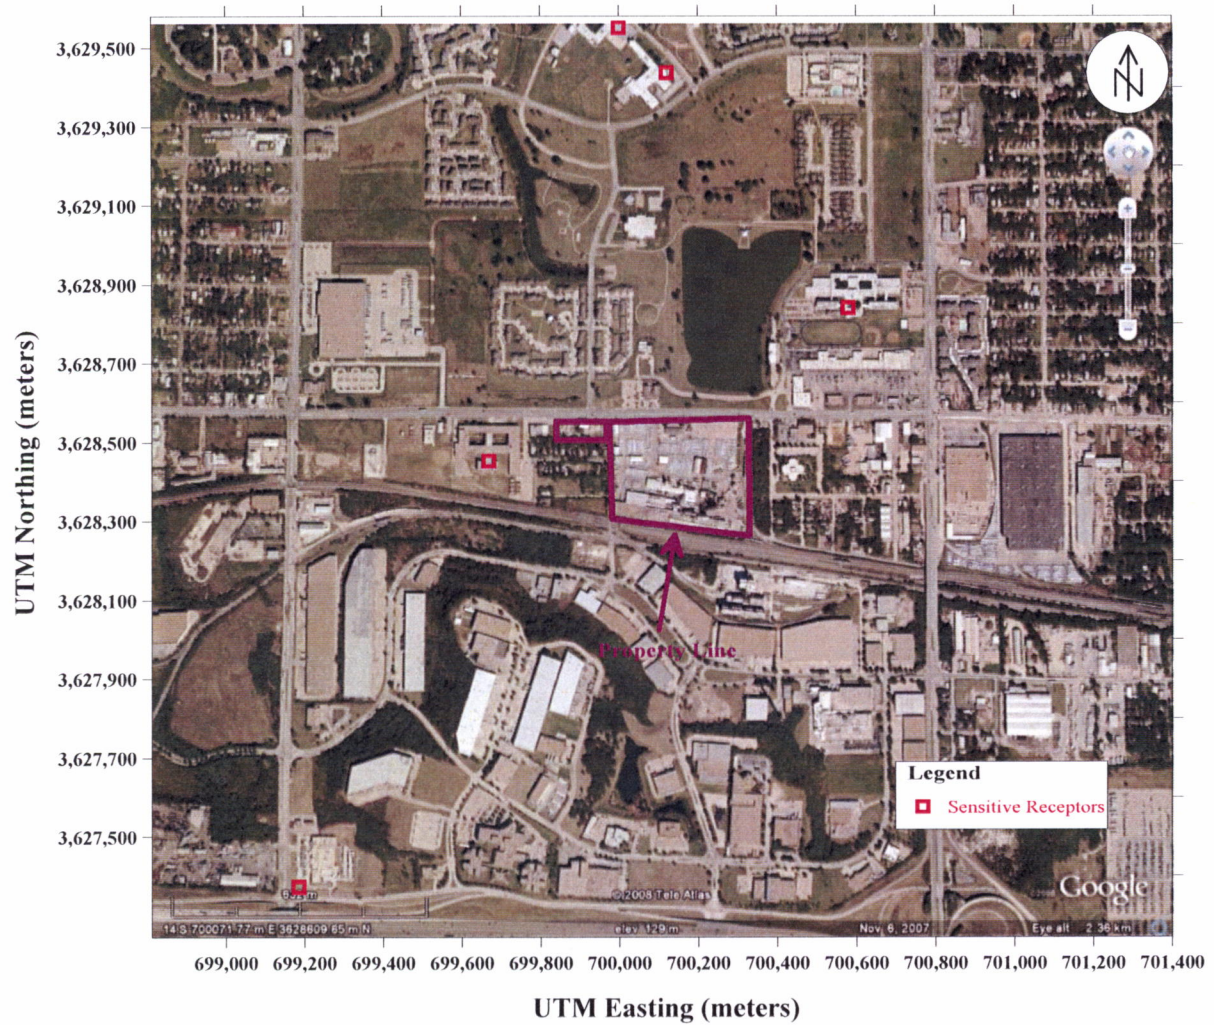 3,629,500
3,629,300
3,629,100
3,628,900
3,628,700
3,628,500
3,628,300
3,628,100
3,627,900
3,627,700
3,627,500
UTM Northing (meters)
N
Property Line
Legend
Sensitive Receptors
© 2008 Tele Atlas
Google
14 S 700071.77 m E 3628609.65 m N
elev 129 m
Nov 6, 2007
Eye alt 2.36 km
699,000 699,200 699,400 699,600 699,800 700,000 700,200 700,400 700,600 700,800 701,000 701,200 701,400
UTM Easting (meters)